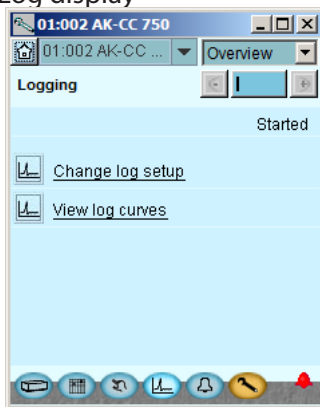 Log display
01:002 AK-CC 750
01:002 AK-CC ... Overview
Logging
Started
Change log setup
View log curves